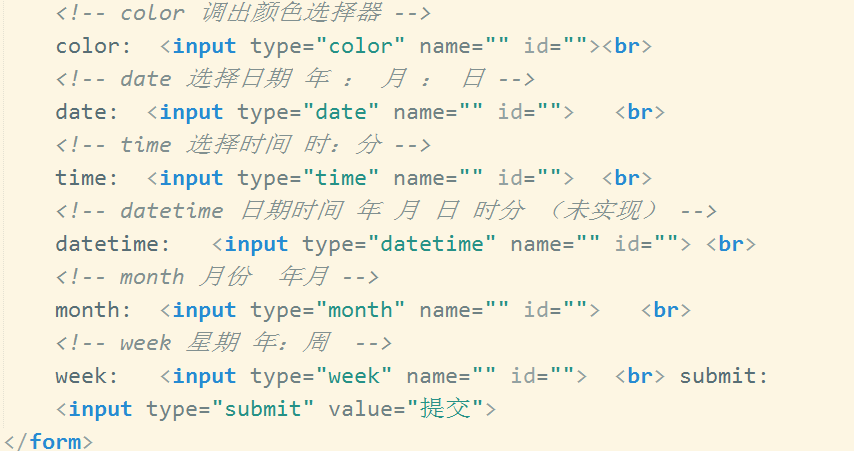 <!-- color 调出颜色选择器 -->
color:  <input type="color" name="" id=""><br>
<!-- date 选择日期 年 ： 月 ： 日 -->
date:  <input type="date" name="" id="">   <br>
<!-- time 选择时间 时：分 -->
time:  <input type="time" name="" id="">  <br>
<!-- datetime 日期时间 年 月 日 时分 （未实现） -->
datetime:   <input type="datetime" name="" id=""> <br>
<!-- month 月份  年月 -->
month:  <input type="month" name="" id="">   <br>
<!-- week 星期 年：周  -->
week:   <input type="week" name="" id="">  <br> submit:
<input type="submit" value="提交">
</form>